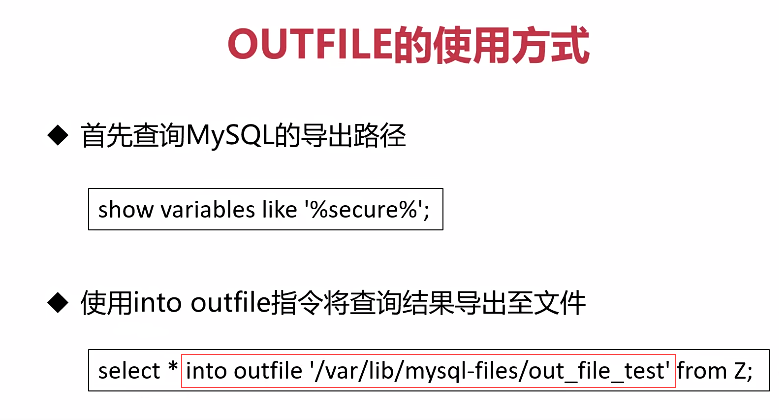 OUTFILE的使用方式
◆ 首先查询MySQL的导出路径
show variables like '%secure%';
◆ 使用into outfile指令将查询结果导出至文件
select * into outfile '/var/lib/mysql-files/out_file_test' from Z;